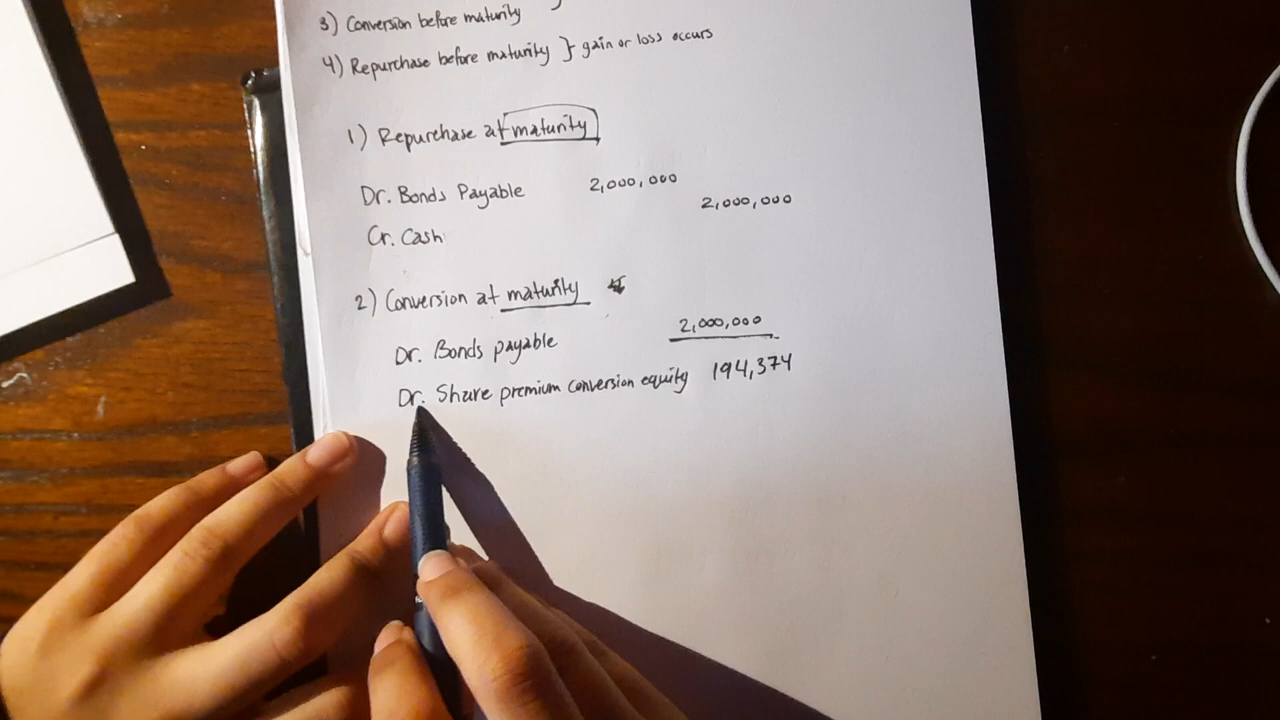 3) Conversion before maturity }
4) Repurchase before maturity } gain or loss occurs
1) Repurchase at maturity
Dr. Bonds Payable 2,000,000
2,000,000
Cr. Cash
2) Conversion at maturity
Dr. Bonds payable 2,000,000
Dr. Share premium conversion equity 194,374